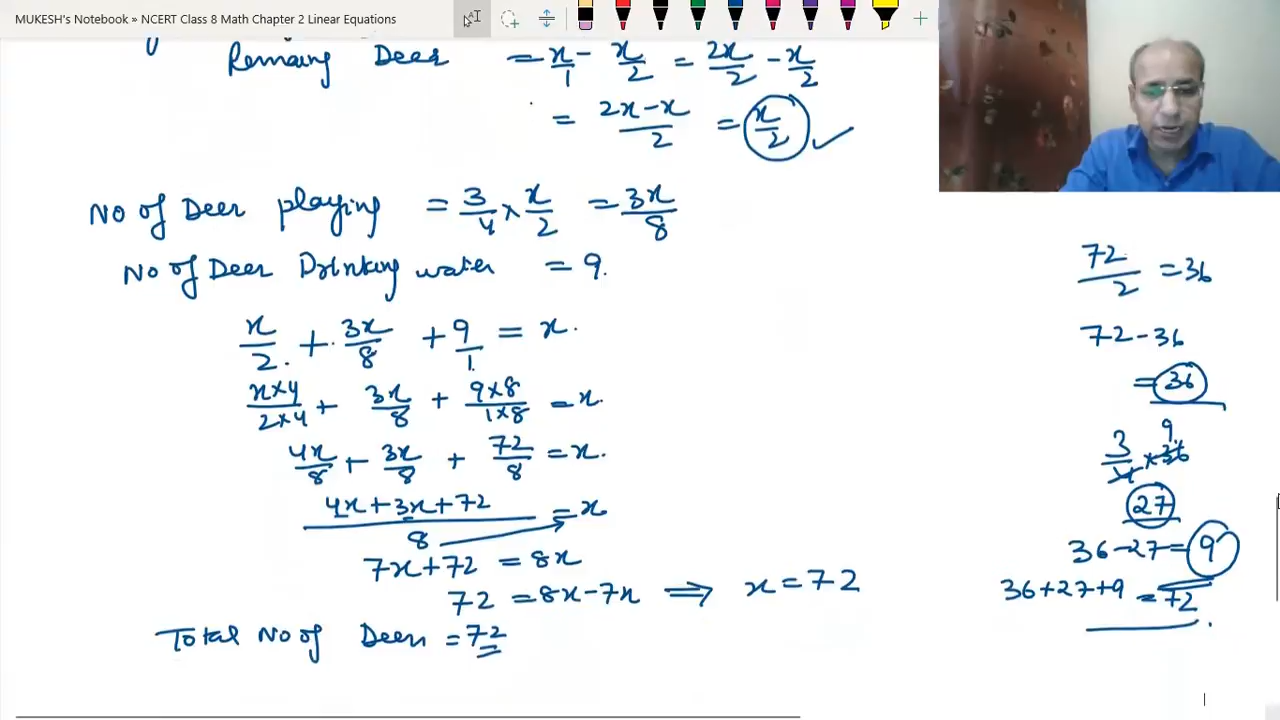 MUKESH's Notebook » NCERT Class 8 Math Chapter 2 Linear Equations
Remaing Deer = x/1 - x/2 = 2x/2 - x/2
= (2x-x)/2 = x/2 ✓
No of Deer playing = 3/4 × x/2 = 3x/8
No of Deer Drinking water = 9.
x/2 + 3x/8 + 9/1 = x.
(x×4)/(2×4) + 3x/8 + (9×8)/(1×8) = x.
4x/8 + 3x/8 + 72/8 = x.
(4x+3x+72)/8 = x
7x+72 = 8x
72 = 8x-7x ⇒ x=72
Total No of Deer = 72
72/2 = 36
72-36
= 36
9
3/4 × 36
27
36-27=9
36+27+9 = 72.